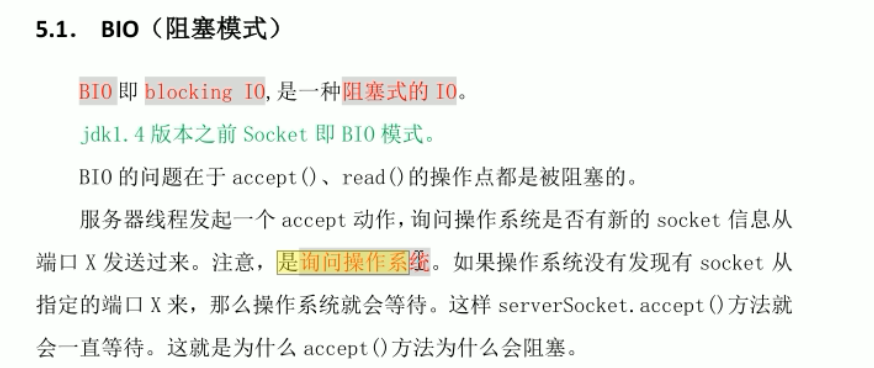 5.1. BIO（阻塞模式）
BIO 即 blocking IO,是一种阻塞式的 IO。
jdk1.4 版本之前 Socket 即 BIO 模式。
BIO 的问题在于 accept()、read()的操作点都是被阻塞的。
服务器线程发起一个 accept 动作,询问操作系统是否有新的 socket 信息从
端口 X 发送过来。注意，是询问操作系统。如果操作系统没有发现有 socket 从
指定的端口 X 来，那么操作系统就会等待。这样 serverSocket.accept()方法就
会一直等待。这就是为什么 accept()方法为什么会阻塞。